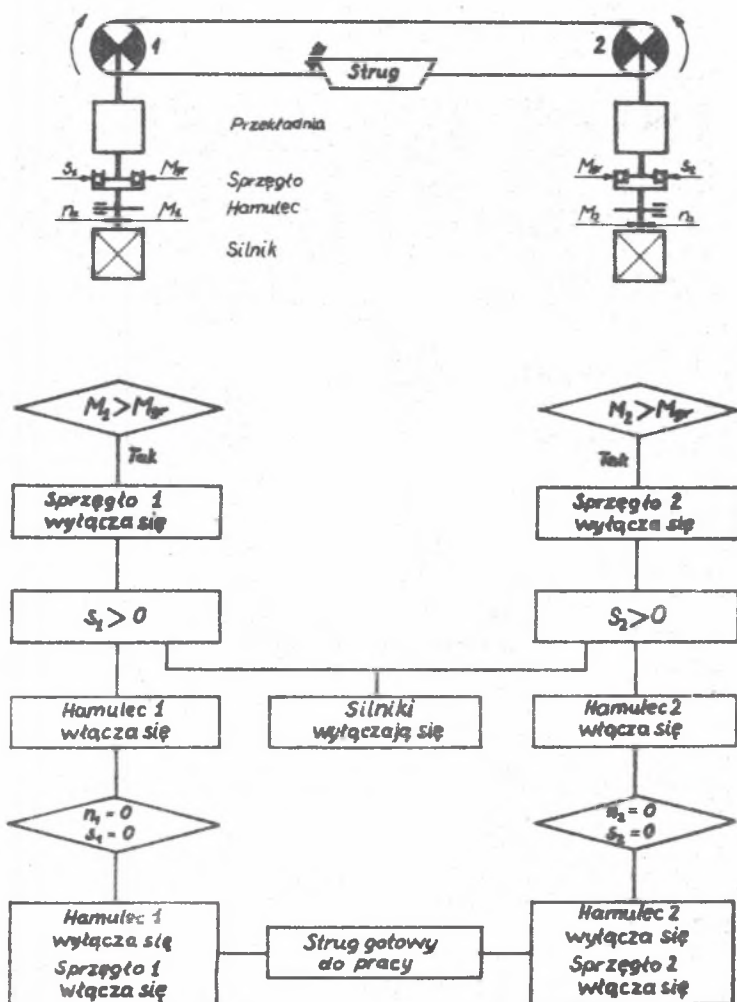 1
2
Strug
Przekładnia
s₁ Mgr
Sprzęgło
Mgr s₂
n₁ M₁
Hamulec
M₂ n₂
Silnik
M₁ > Mgr
M₂ > Mgr
Tak
Tak
Sprzęgło 1
wyłącza się
Sprzęgło 2
wyłącza się
s₁ > 0
s₂ > 0
Hamulec 1
włącza się
Silniki
wyłączają się
Hamulec 2
włącza się
n₁ = 0
s₁ = 0
n₂ = 0
s₂ = 0
Hamulec 1
wyłącza się
Sprzęgło 1
włącza się
Strug gotowy
do pracy
Hamulec 2
wyłącza się
Sprzęgło 2
włącza się